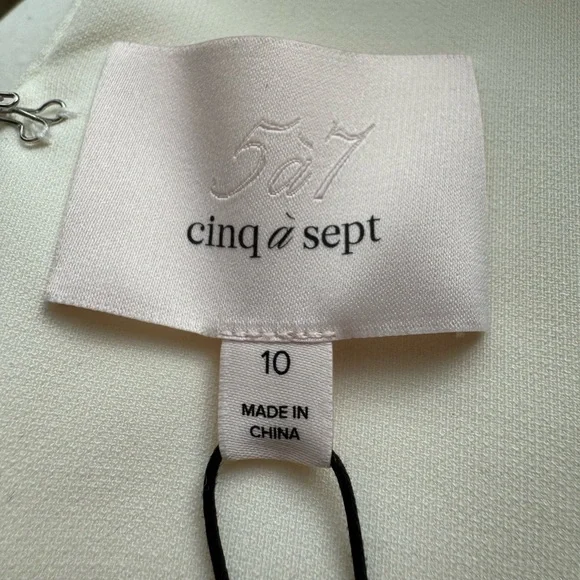 5à7
cinq à sept
10
MADE IN
CHINA